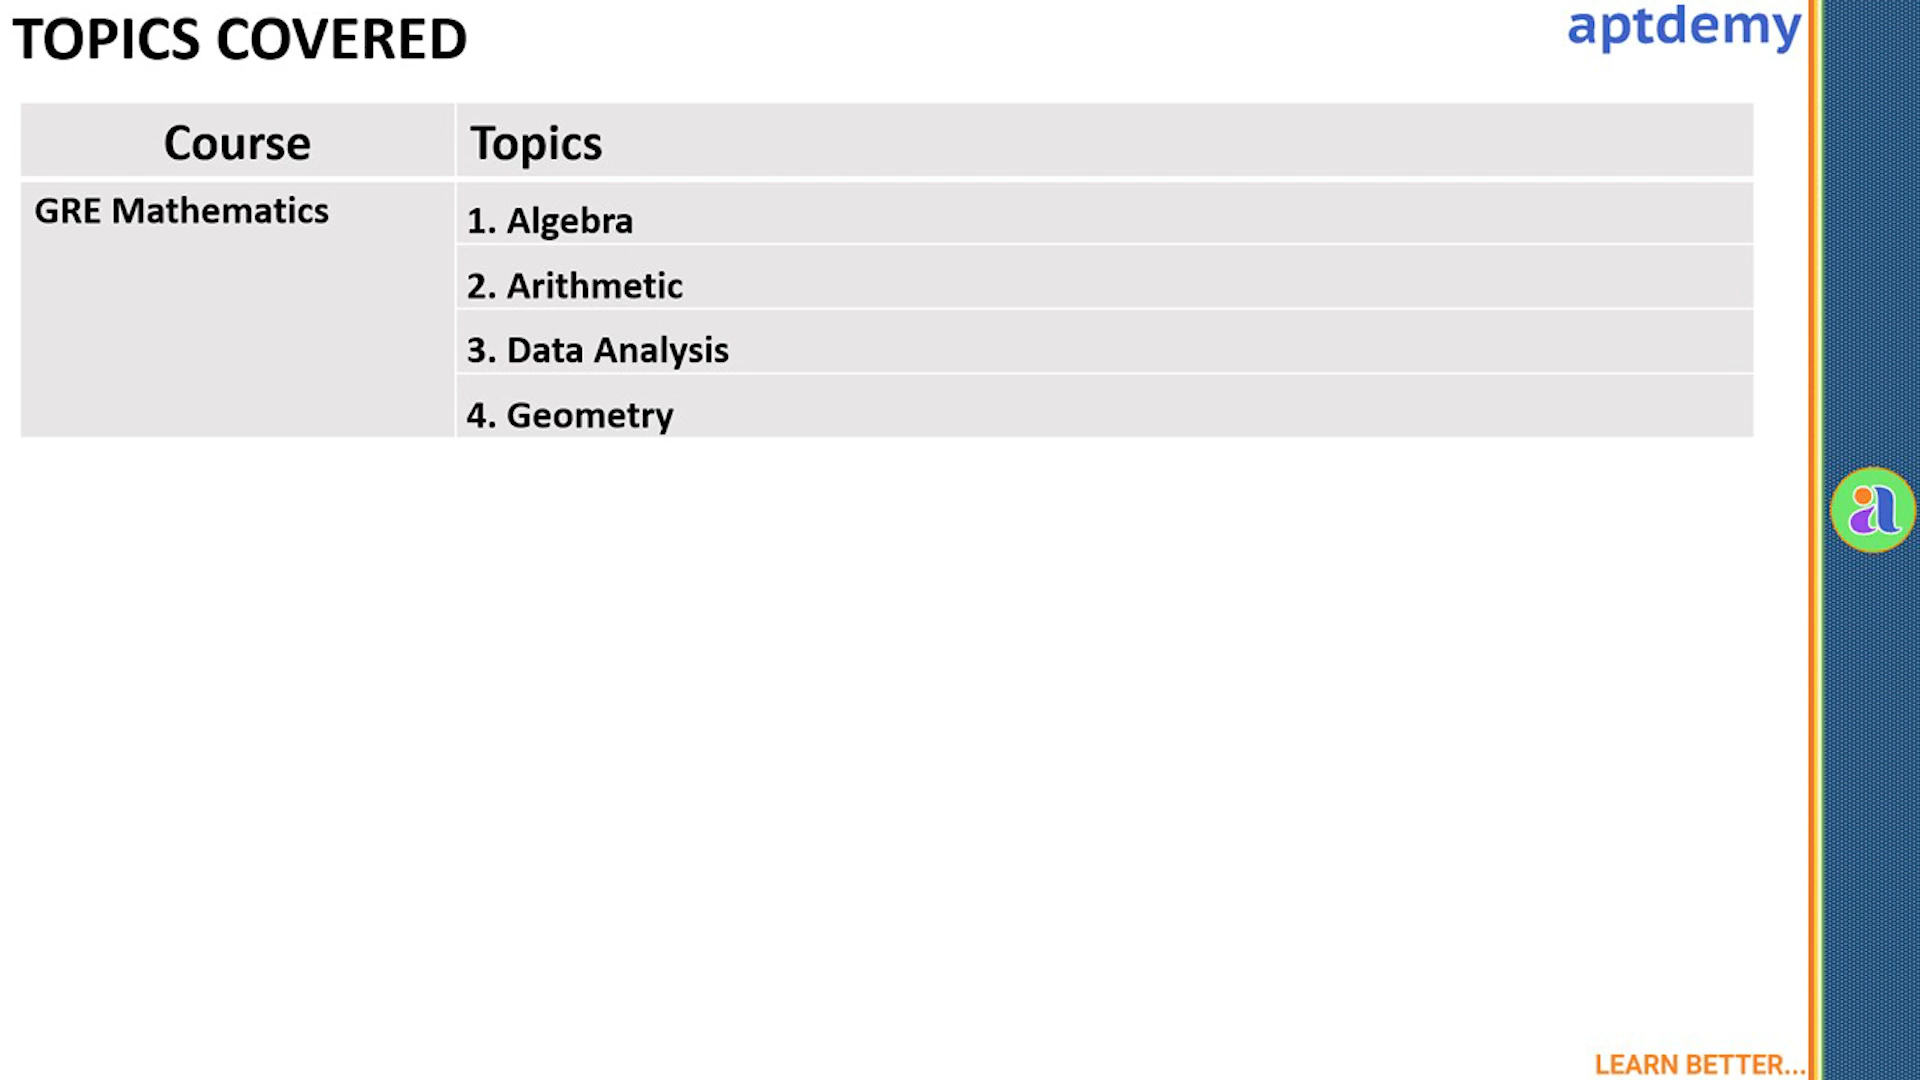 TOPICS COVERED
aptdemy
Course
Topics
GRE Mathematics
1. Algebra
2. Arithmetic
3. Data Analysis
4. Geometry
a
LEARN BETTER...